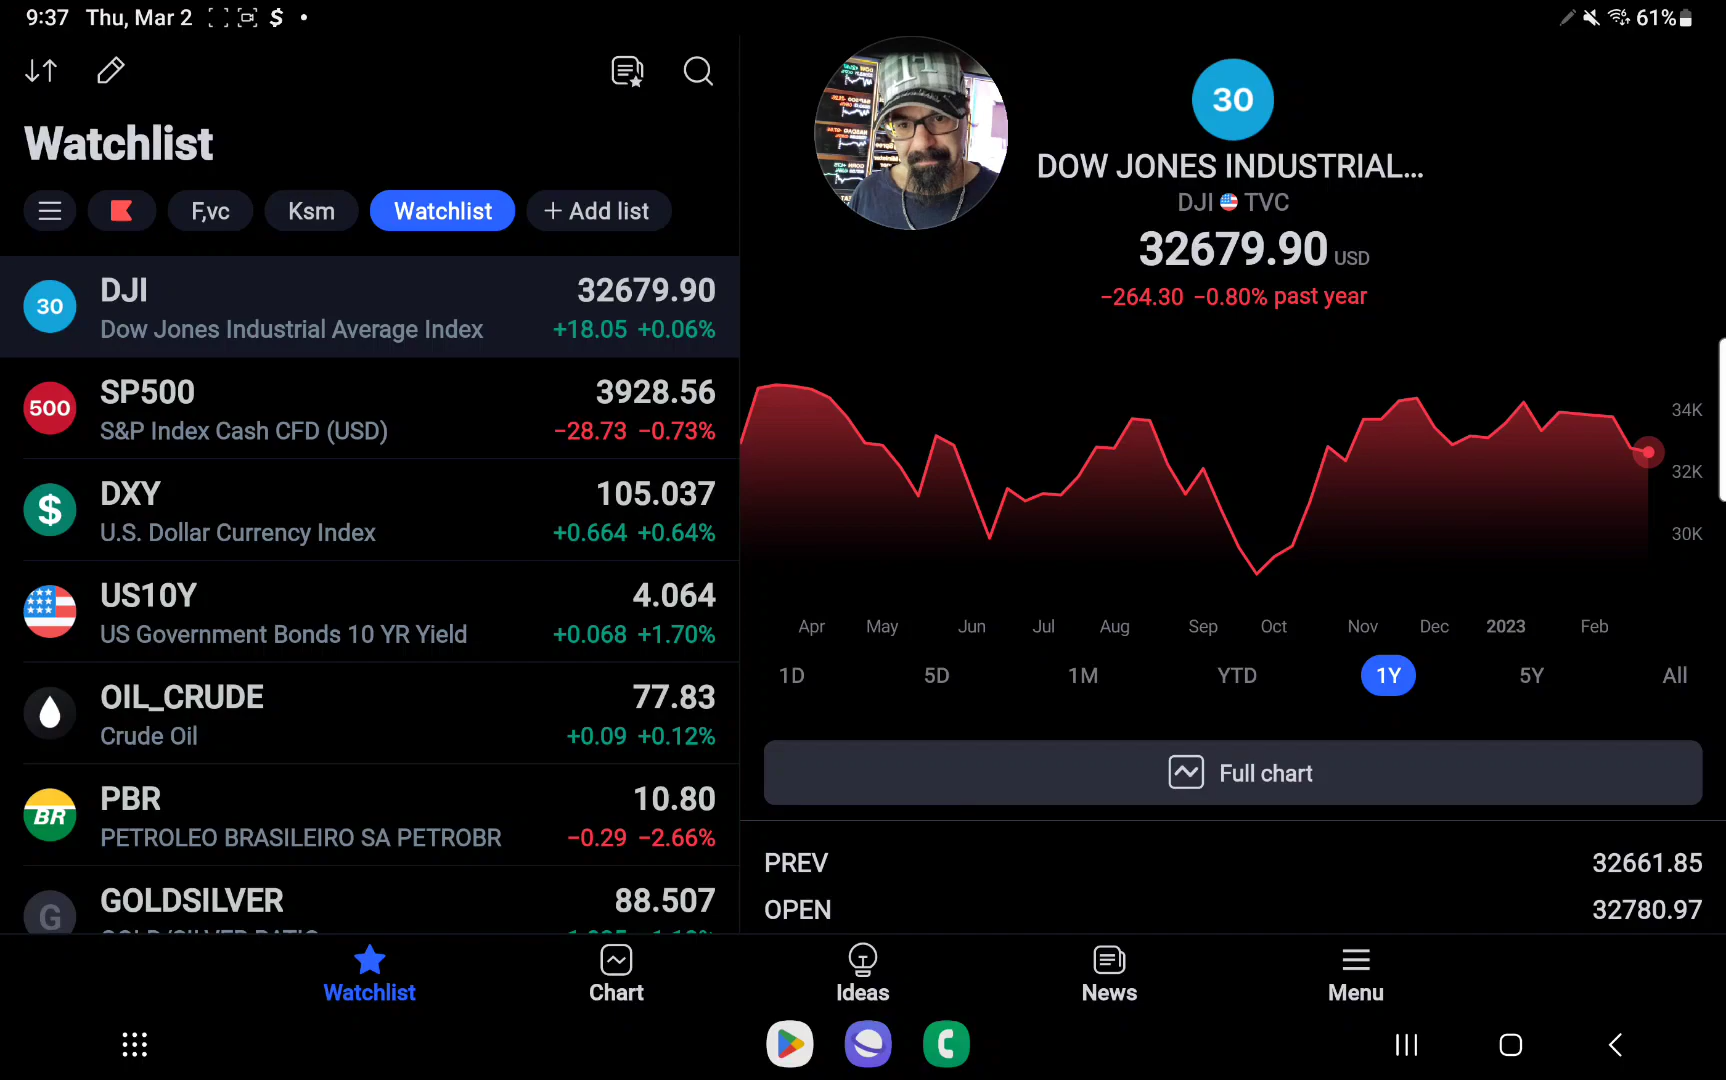 9:37 Thu, Mar 2 $ 61%
Watchlist
F,vc Ksm Watchlist + Add list
30 DJI 32679.90
Dow Jones Industrial Average Index +18.05 +0.06%
500 SP500 3928.56
S&P Index Cash CFD (USD) −28.73 −0.73%
$ DXY 105.037
U.S. Dollar Currency Index +0.664 +0.64%
US10Y 4.064
US Government Bonds 10 YR Yield +0.068 +1.70%
OIL_CRUDE 77.83
Crude Oil +0.09 +0.12%
BR PBR 10.80
PETROLEO BRASILEIRO SA PETROBR −0.29 −2.66%
G GOLDSILVER 88.507
30
DOW JONES INDUSTRIAL...
DJI TVC
32679.90 USD
−264.30 −0.80% past year
34K
32K
30K
Apr May Jun Jul Aug Sep Oct Nov Dec 2023 Feb
1D 5D 1M YTD 1Y 5Y All
Full chart
PREV 32661.85
OPEN 32780.97
Watchlist Chart Ideas News Menu